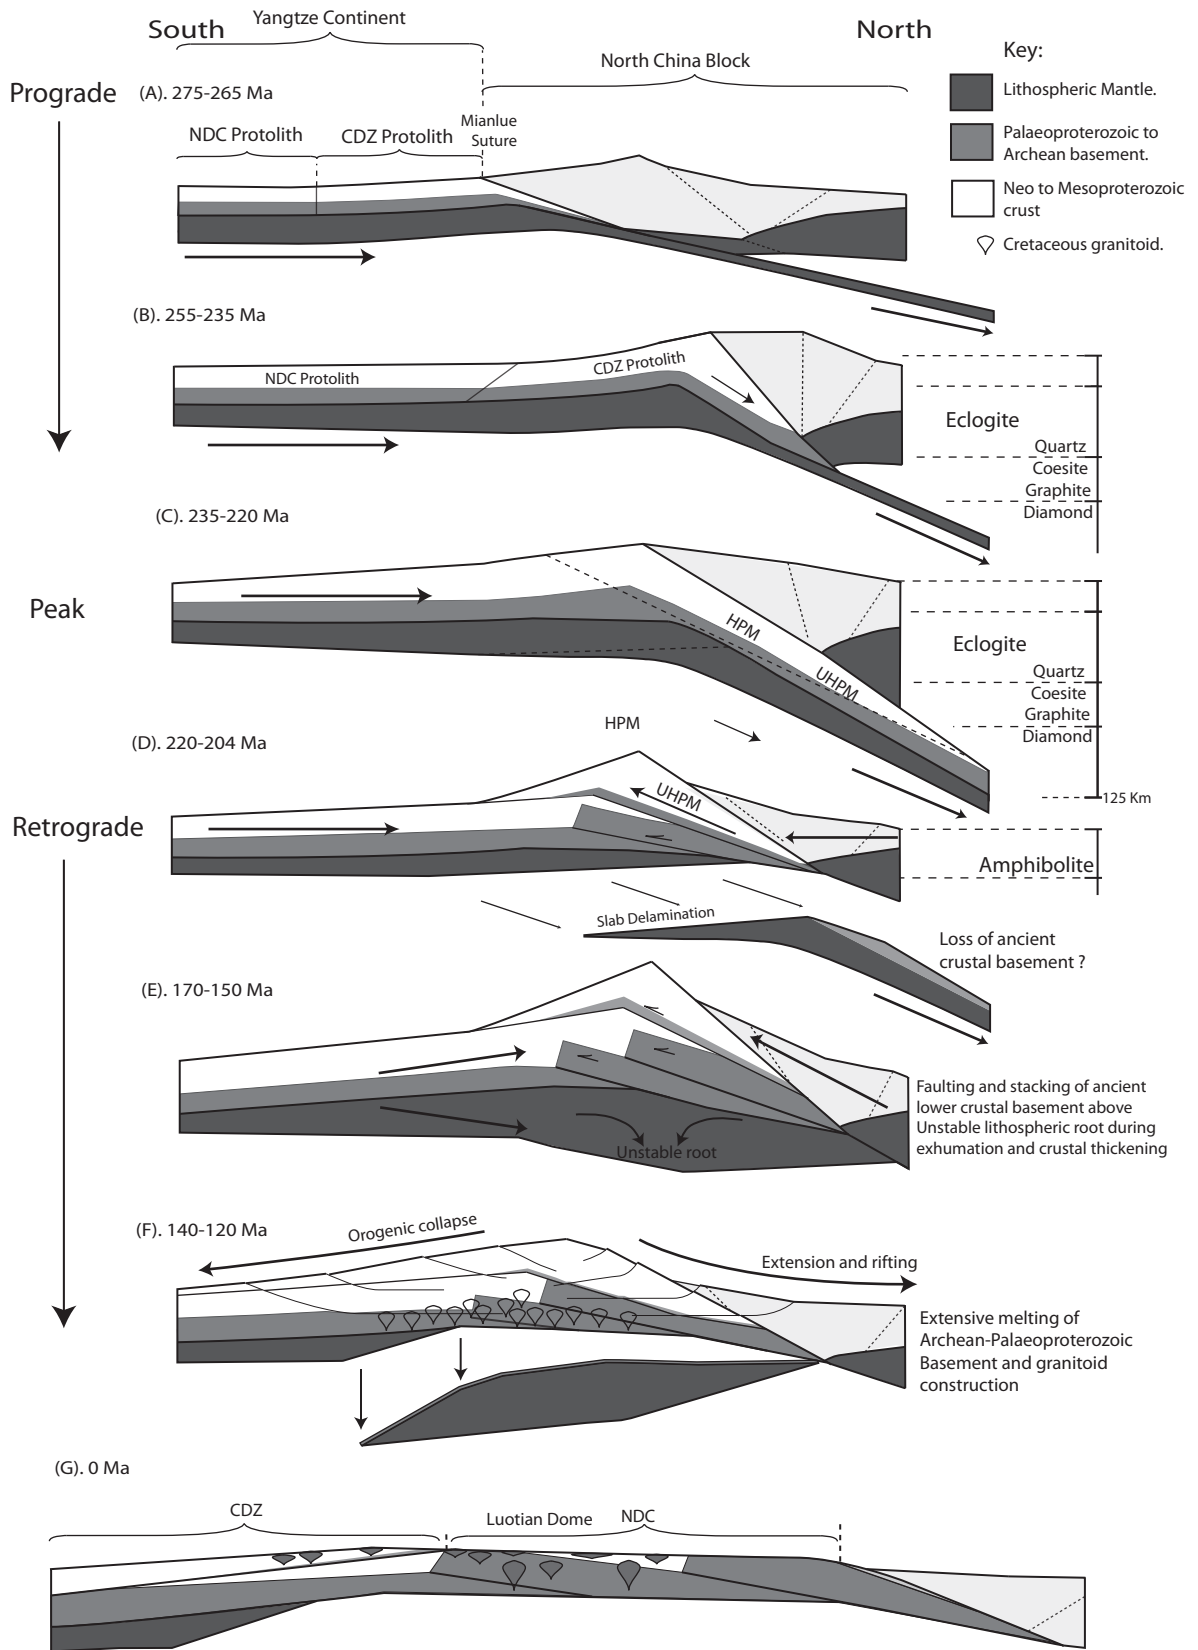 South
Yangtze Continent
North
Key:
North China Block
Lithospheric Mantle.
Prograde
(A). 275-265 Ma
Mianlue
Suture
NDC Protolith
CDZ Protolith
Palaeoproterozoic to
Archean basement.
Neo to Mesoproterozoic
crust
Cretaceous granitoid.
(B). 255-235 Ma
NDC Protolith
CDZ Protolith
Eclogite
Quartz
Coesite
Graphite
Diamond
(C). 235-220 Ma
Peak
HPM
UHPM
Eclogite
Quartz
Coesite
Graphite
Diamond
125 Km
HPM
(D). 220-204 Ma
UHPM
Retrograde
Amphibolite
Slab Delamination
Loss of ancient
crustal basement ?
(E). 170-150 Ma
Unstable root
Faulting and stacking of ancient
lower crustal basement above
Unstable lithospheric root during
exhumation and crustal thickening
(F). 140-120 Ma
Orogenic collapse
Extension and rifting
Extensive melting of
Archean-Palaeoproterozoic
Basement and granitoid
construction
(G). 0 Ma
CDZ
Luotian Dome
NDC